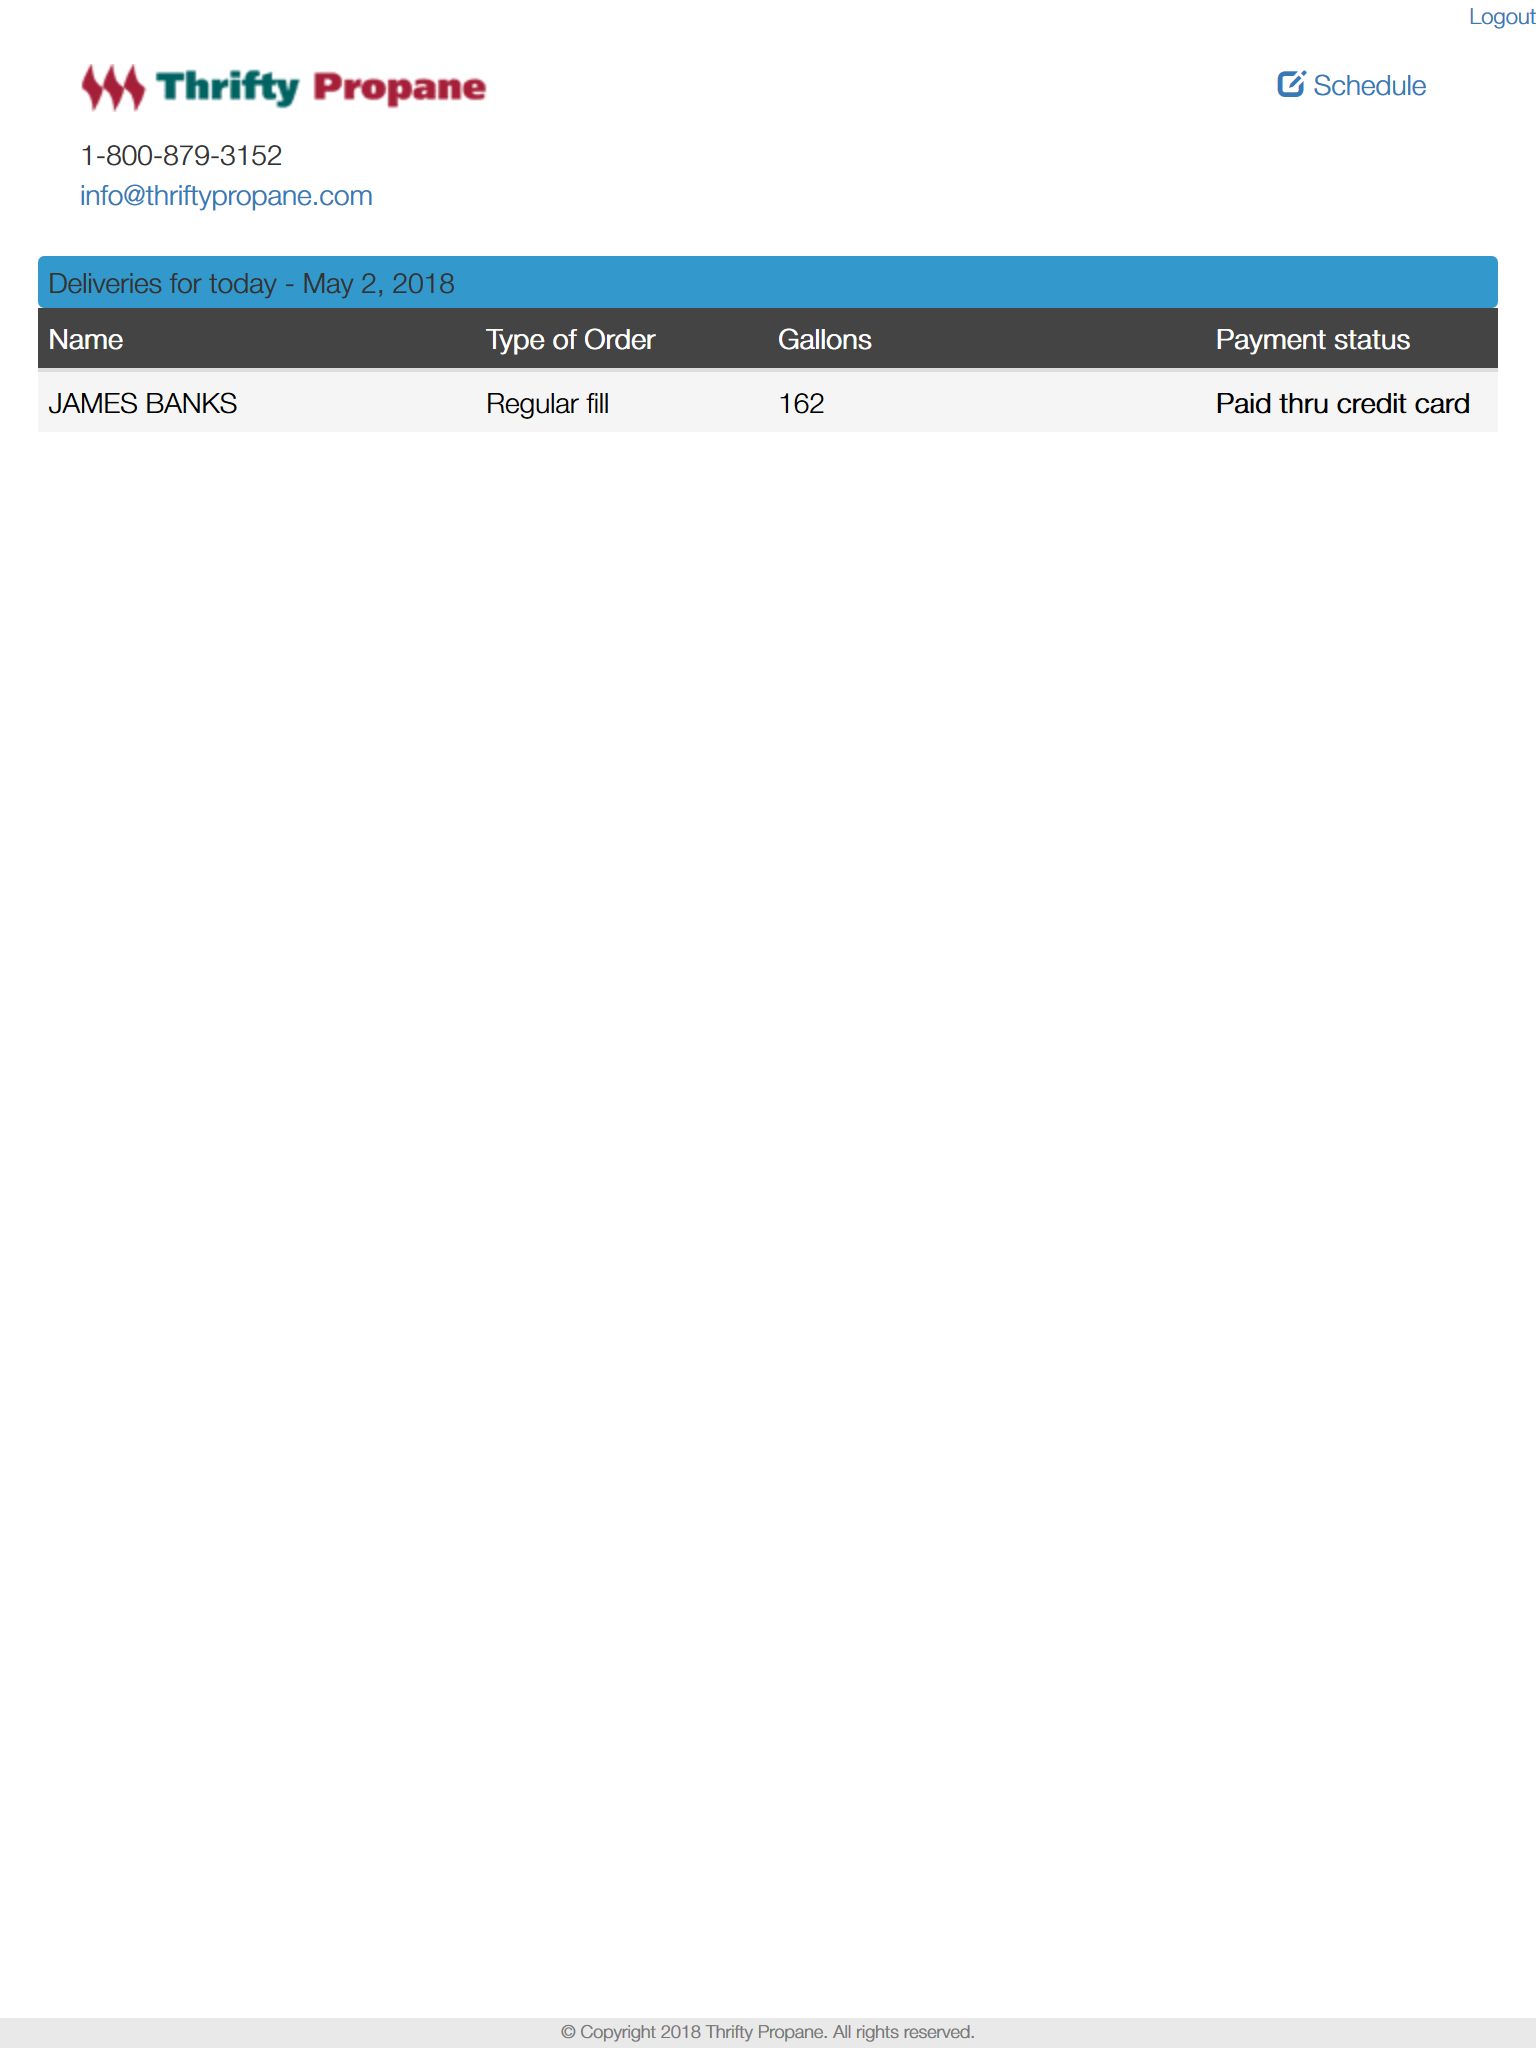 Logout
Thrifty Propane
Schedule
1-800-879-3152
info@thriftypropane.com
Deliveries for today - May 2, 2018
Name Type of Order Gallons Payment status
JAMES BANKS Regular fill 162 Paid thru credit card
© Copyright 2018 Thrifty Propane. All rights reserved.